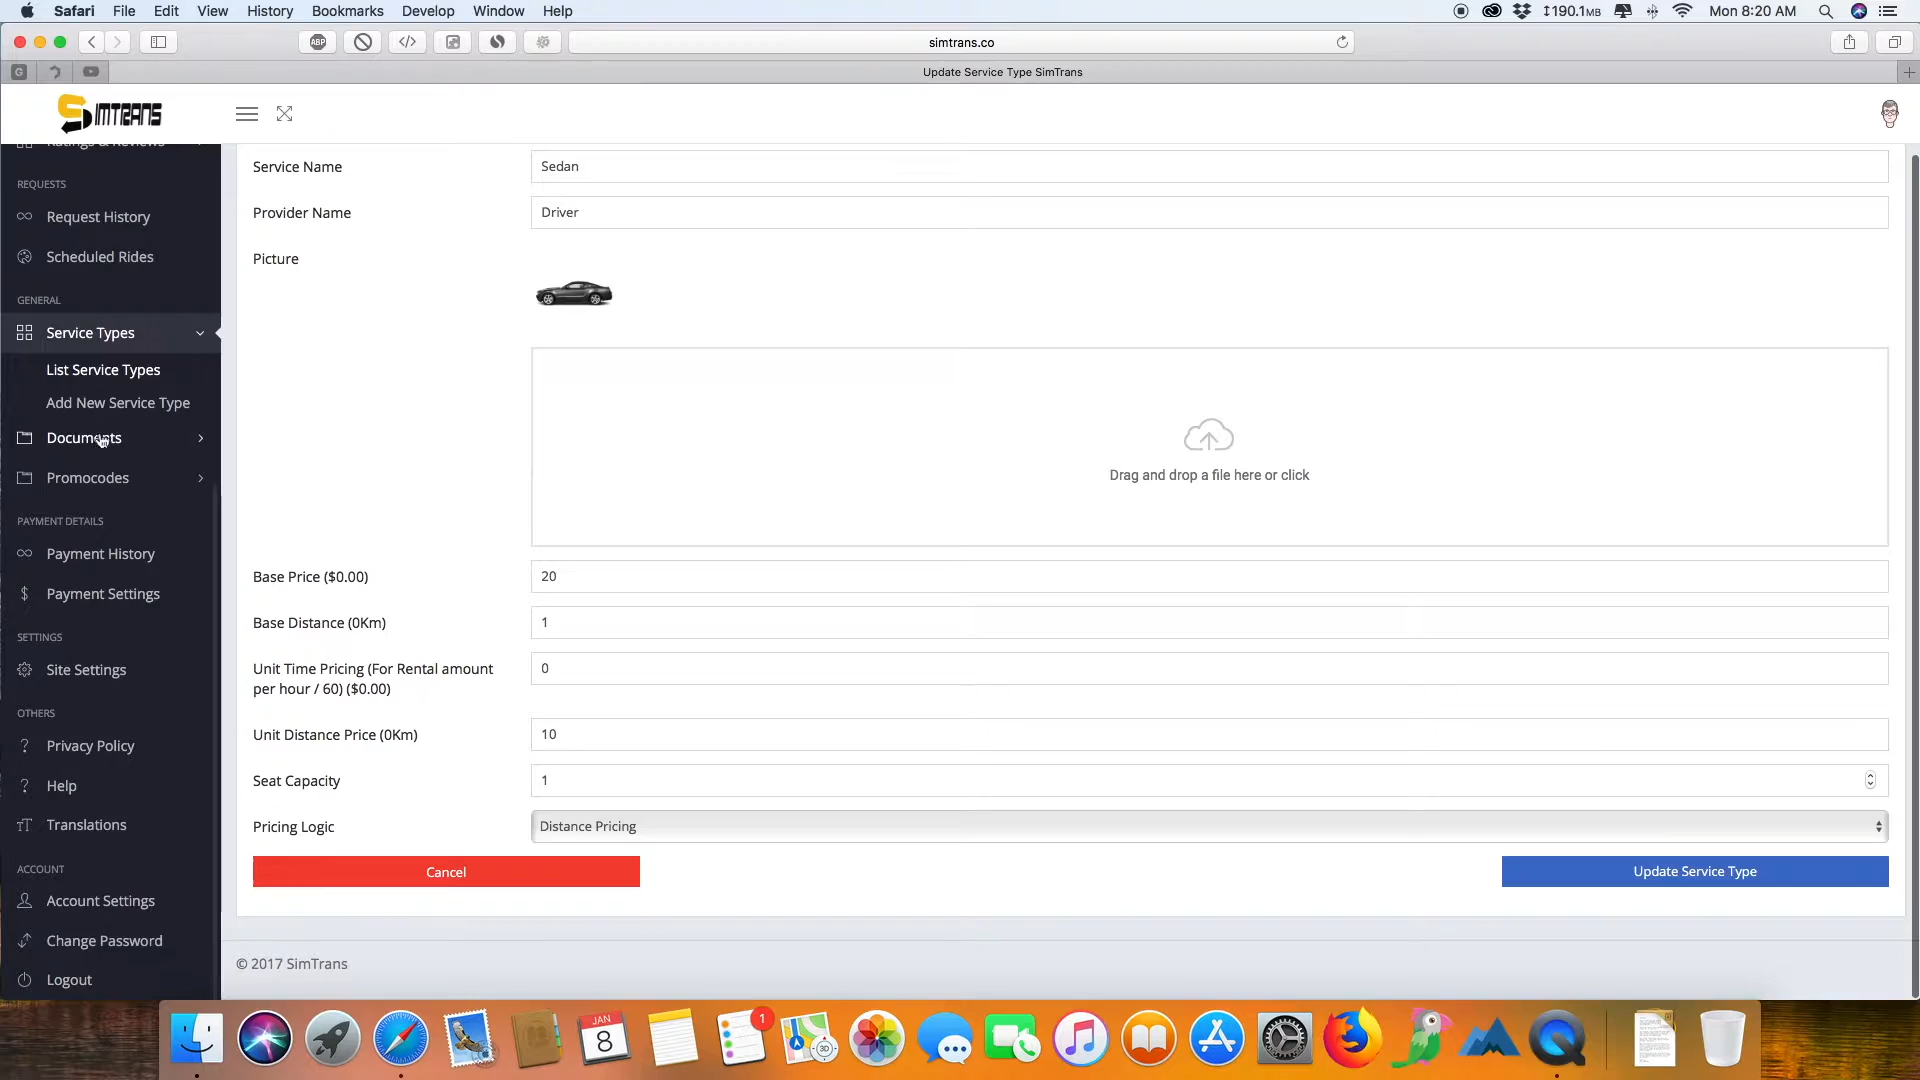 Safari File Edit View History Bookmarks Develop Window Help
190.1MB Mon 8:20 AM
ABP
simtrans.co
G
Update Service Type SimTrans
SIMTRANS
Ratings & Reviews
REQUESTS
Request History
Scheduled Rides
GENERAL
Service Types
List Service Types
Add New Service Type
Documents
Promocodes
PAYMENT DETAILS
Payment History
Payment Settings
SETTINGS
Site Settings
OTHERS
Privacy Policy
Help
Translations
ACCOUNT
Account Settings
Change Password
Logout
Service Name
Sedan
Provider Name
Driver
Picture
Drag and drop a file here or click
Base Price ($0.00)
20
Base Distance (0Km)
1
Unit Time Pricing (For Rental amount
per hour / 60) ($0.00)
0
Unit Distance Price (0Km)
10
Seat Capacity
1
Pricing Logic
Distance Pricing
Cancel
Update Service Type
© 2017 SimTrans
JAN
8
1
3D